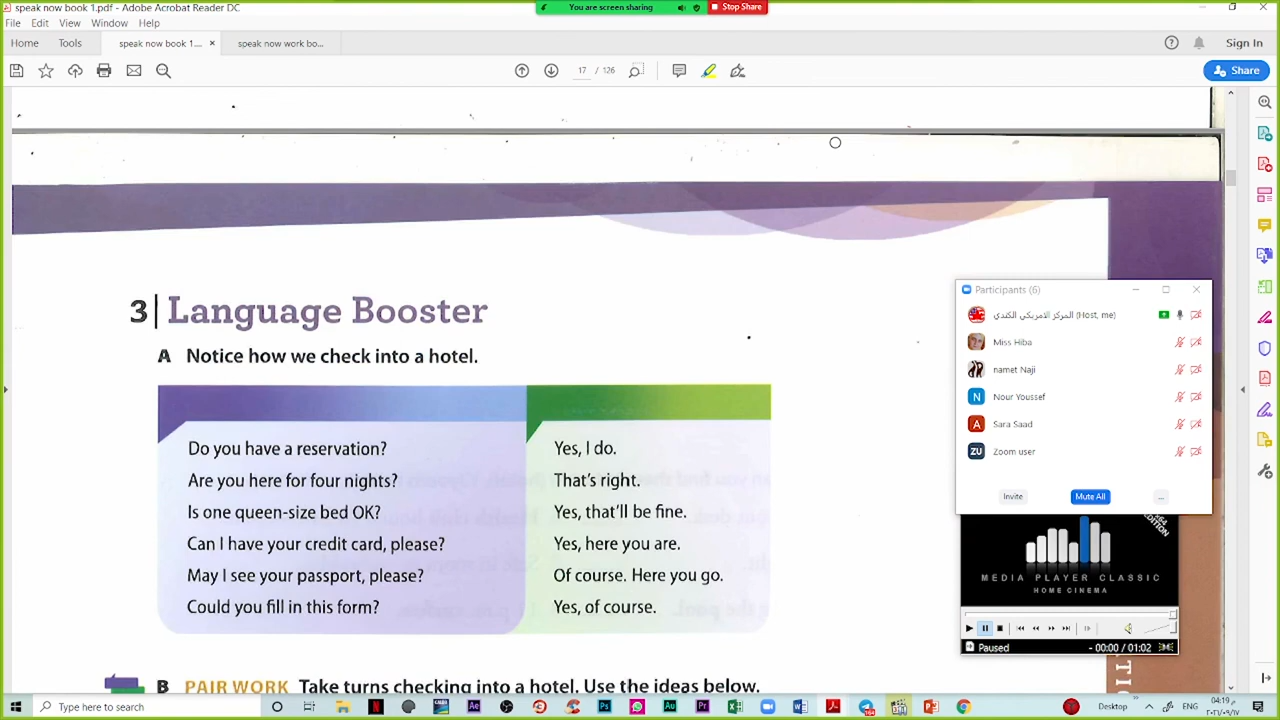 speak now book 1.pdf - Adobe Acrobat Reader DC
You are screen sharing
Stop Share
File Edit View Window Help
Home Tools speak now book 1.... × speak now work bo... Sign In
17 / 126
Share
3 Language Booster
A Notice how we check into a hotel.
Do you have a reservation? Yes, I do.
Are you here for four nights? That's right.
Is one queen-size bed OK? Yes, that'll be fine.
Can I have your credit card, please? Yes, here you are.
May I see your passport, please? Of course. Here you go.
Could you fill in this form? Yes, of course.
B PAIR WORK Take turns checking into a hotel. Use the ideas below.
Participants (6)
المركز الامريكي الكندي (Host, me)
Miss Hiba
namet Naji
N Nour Youssef
A Sara Saad
ZU Zoom user
Invite Mute All ...
x64 EDITION
MEDIA PLAYER CLASSIC
HOME CINEMA
Paused - 00:00 / 01:02
Type here to search
Desktop
ENG
04:19